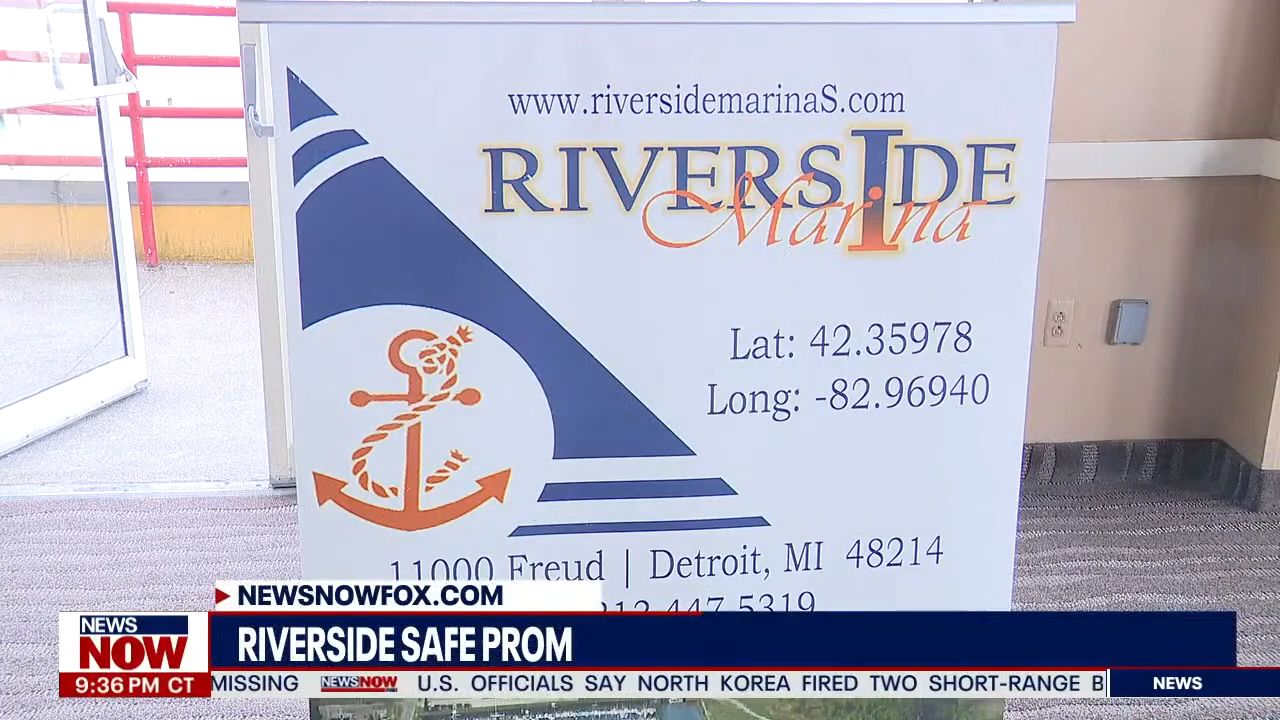 www.riversidemarinaS.com
RIVERSIDE
Marina
Lat: 42.35978
Long: -82.96940
11000 Freud | Detroit, MI 48214
447 5319
NEWSNOWFOX.COM
NEWS
NOW
RIVERSIDE SAFE PROM
9:36 PM CT
MISSING NEWSNOW U.S. OFFICIALS SAY NORTH KOREA FIRED TWO SHORT-RANGE B
NEWS